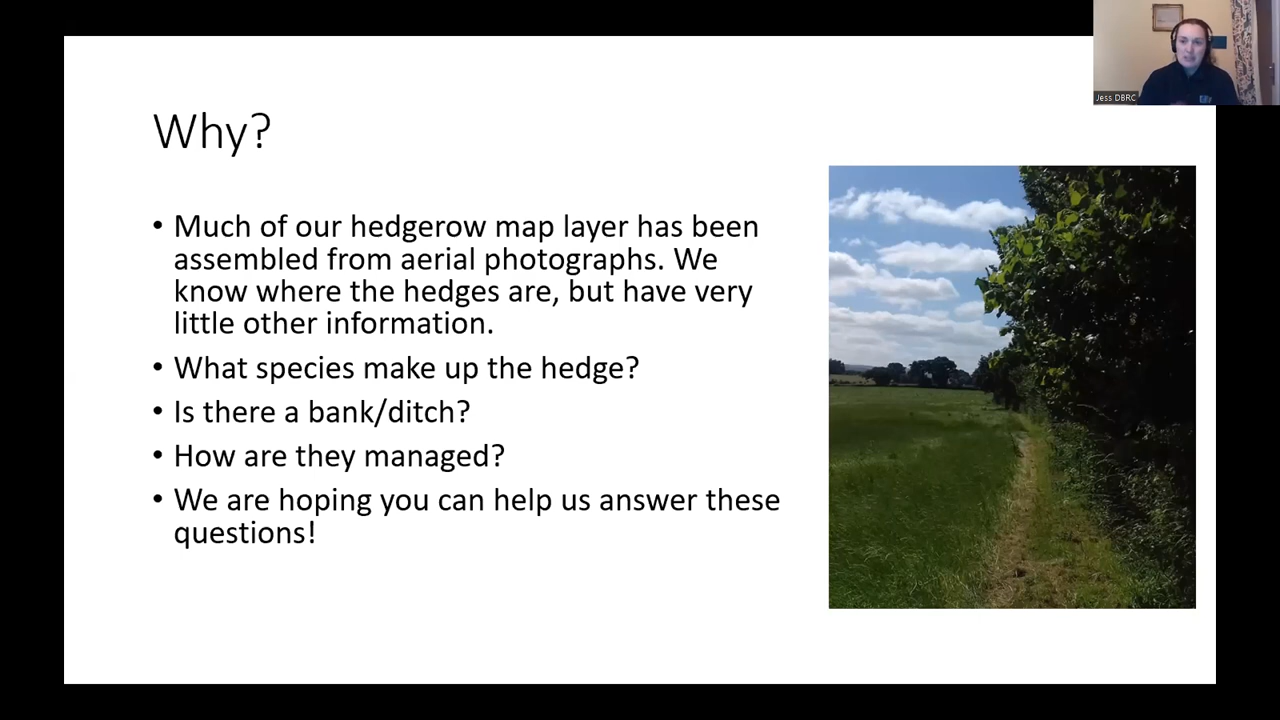 Jess DBRC
Why?
• Much of our hedgerow map layer has been
assembled from aerial photographs. We
know where the hedges are, but have very
little other information.
• What species make up the hedge?
• Is there a bank/ditch?
• How are they managed?
• We are hoping you can help us answer these
questions!